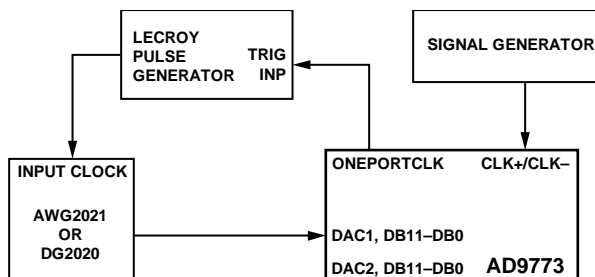 LECROY
PULSE
GENERATOR
TRIG
INP
SIGNAL GENERATOR
INPUT CLOCK
AWG2021
OR
DG2020
ONEPORTCLK
CLK+/CLK–
DAC1, DB11–DB0
DAC2, DB11–DB0
AD9773